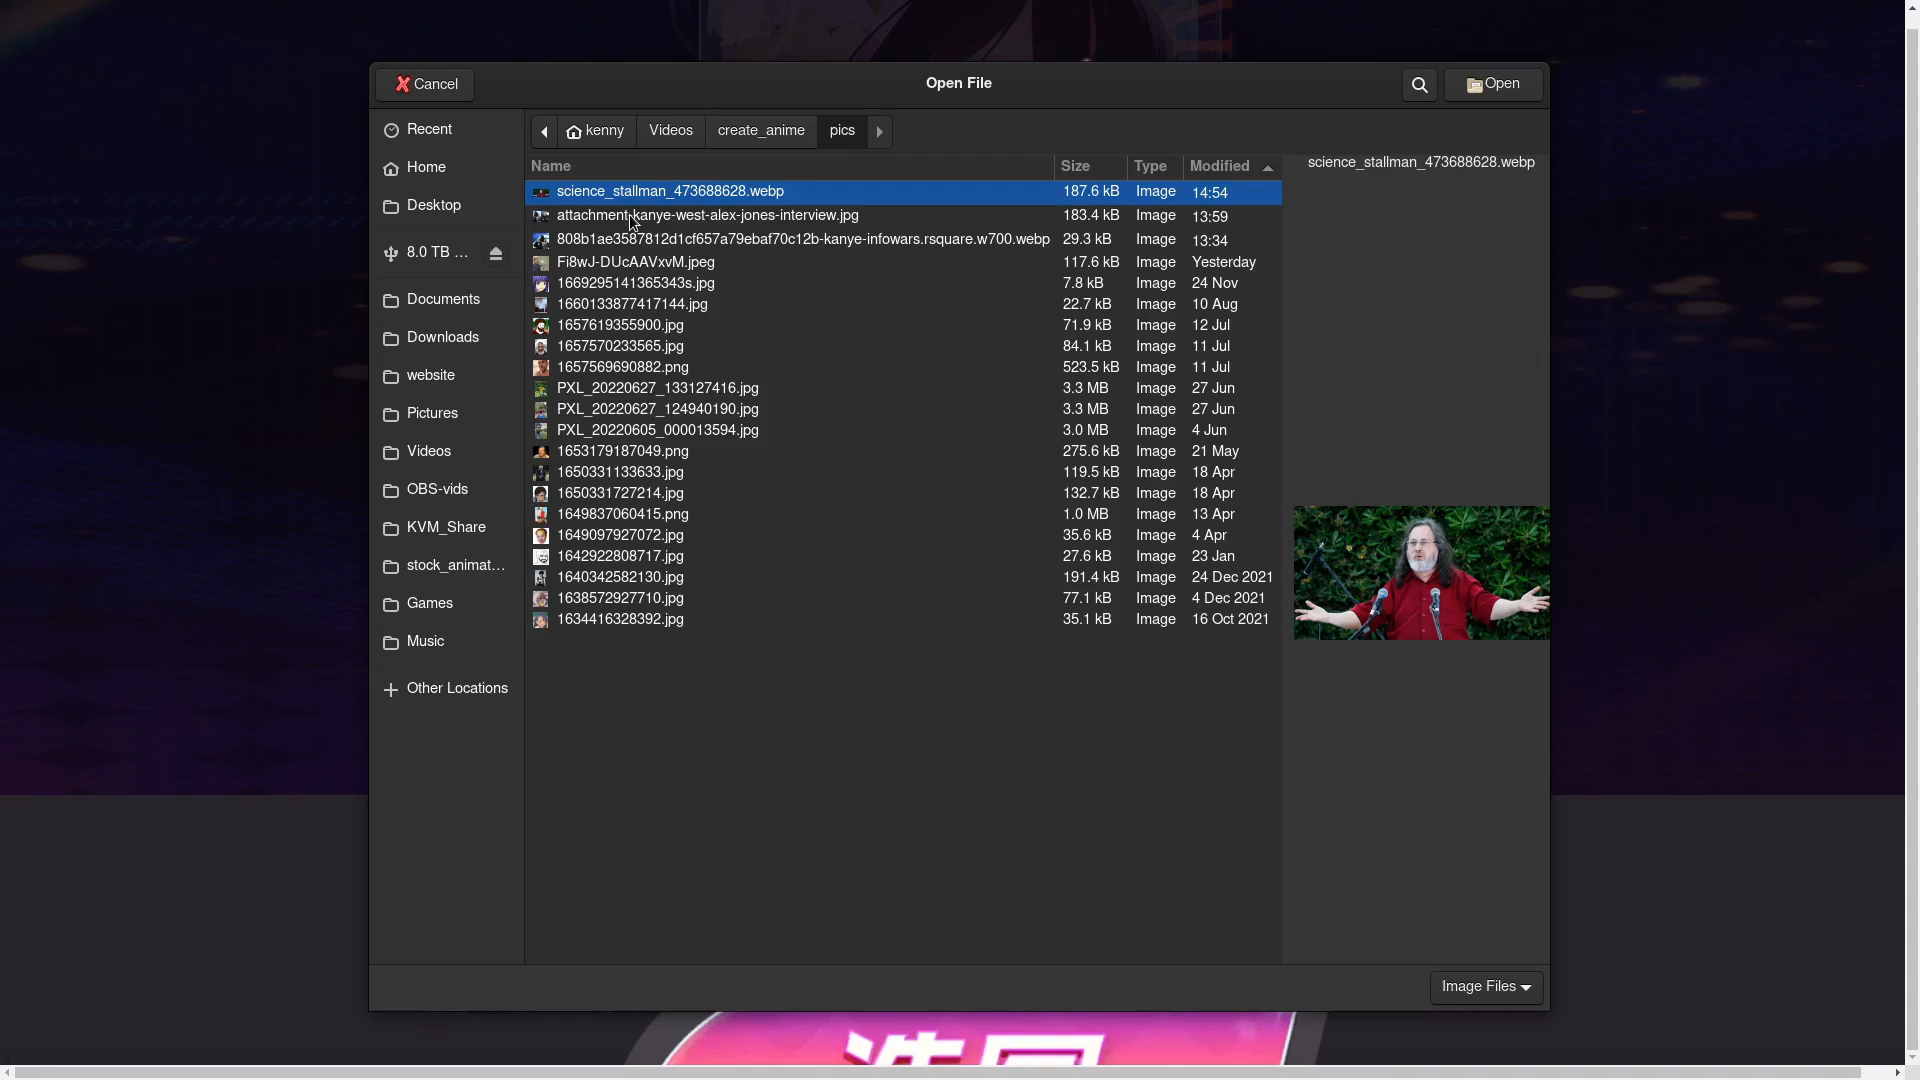 Cancel
Open File
Open
Recent
Home
Desktop
8.0 TB ...
Documents
Downloads
website
Pictures
Videos
OBS-vids
KVM_Share
stock_animat...
Games
Music
Other Locations
kenny Videos create_anime pics
Name Size Type Modified
science_stallman_473688628.webp 187.6 kB Image 14:54
attachment-kanye-west-alex-jones-interview.jpg 183.4 kB Image 13:59
808b1ae3587812d1cf657a79ebaf70c12b-kanye-infowars.rsquare.w700.webp 29.3 kB Image 13:34
Fi8wJ-DUcAAVxvM.jpeg 117.6 kB Image Yesterday
1669295141365343s.jpg 7.8 kB Image 24 Nov
1660133877417144.jpg 22.7 kB Image 10 Aug
1657619355900.jpg 71.9 kB Image 12 Jul
1657570233565.jpg 84.1 kB Image 11 Jul
1657569690882.png 523.5 kB Image 11 Jul
PXL_20220627_133127416.jpg 3.3 MB Image 27 Jun
PXL_20220627_124940190.jpg 3.3 MB Image 27 Jun
PXL_20220605_000013594.jpg 3.0 MB Image 4 Jun
1653179187049.png 275.6 kB Image 21 May
1650331133633.jpg 119.5 kB Image 18 Apr
1650331727214.jpg 132.7 kB Image 18 Apr
1649837060415.png 1.0 MB Image 13 Apr
1649097927072.jpg 35.6 kB Image 4 Apr
1642922808717.jpg 27.6 kB Image 23 Jan
1640342582130.jpg 191.4 kB Image 24 Dec 2021
1638572927710.jpg 77.1 kB Image 4 Dec 2021
1634416328392.jpg 35.1 kB Image 16 Oct 2021
science_stallman_473688628.webp
Image Files